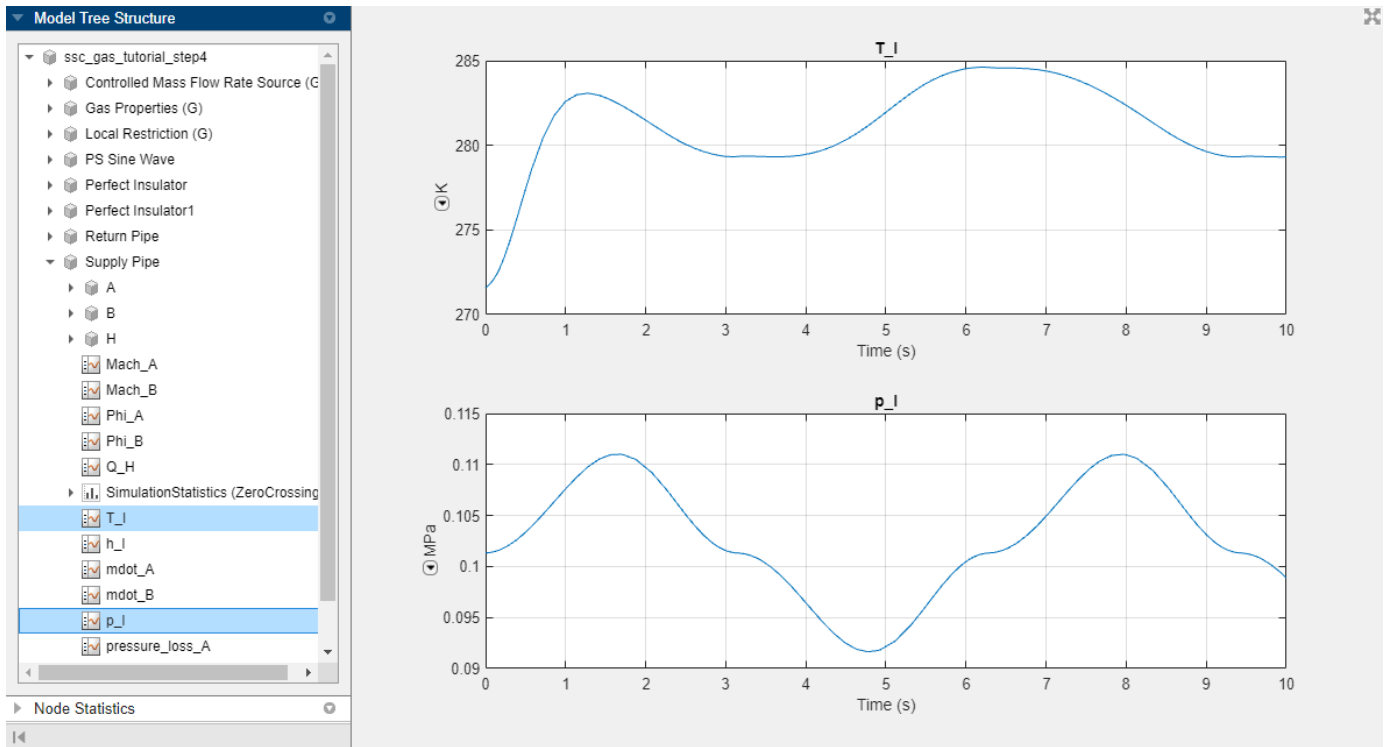 Model Tree Structure
ssc_gas_tutorial_step4
Controlled Mass Flow Rate Source (G
Gas Properties (G)
Local Restriction (G)
PS Sine Wave
Perfect Insulator
Perfect Insulator1
Return Pipe
Supply Pipe
A
B
H
Mach_A
Mach_B
Phi_A
Phi_B
Q_H
SimulationStatistics (ZeroCrossing
T_I
h_I
mdot_A
mdot_B
p_I
pressure_loss_A
Node Statistics
T_I
285
280
275
270
K
0 1 2 3 4 5 6 7 8 9 10
Time (s)
p_I
0.115
0.11
0.105
0.1
0.095
0.09
MPa
0 1 2 3 4 5 6 7 8 9 10
Time (s)